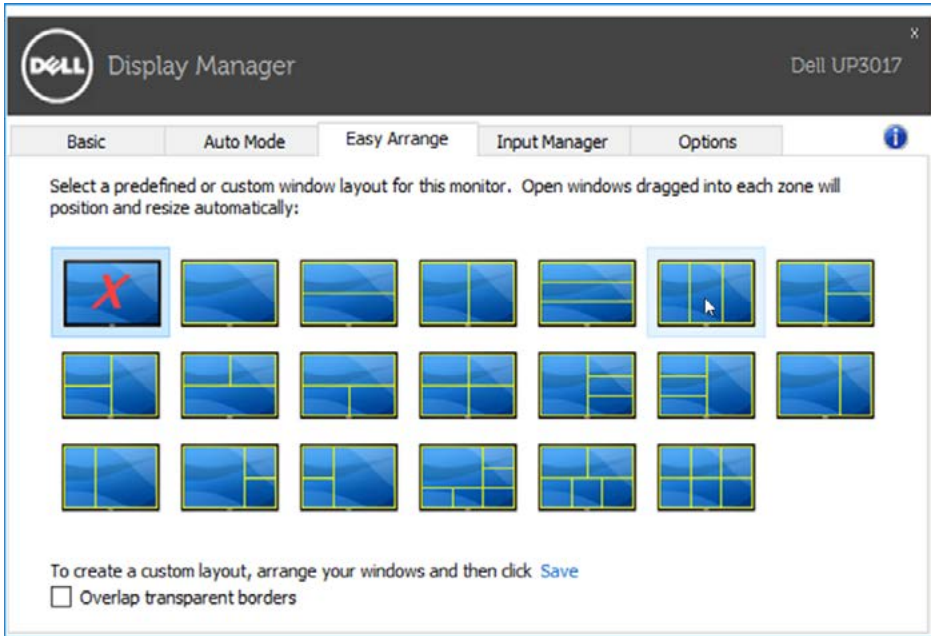 x
DELL
Display Manager
Dell UP3017
Basic
Auto Mode
Easy Arrange
Input Manager
Options
Select a predefined or custom window layout for this monitor. Open windows dragged into each zone will
position and resize automatically:
X
To create a custom layout, arrange your windows and then click Save
Overlap transparent borders